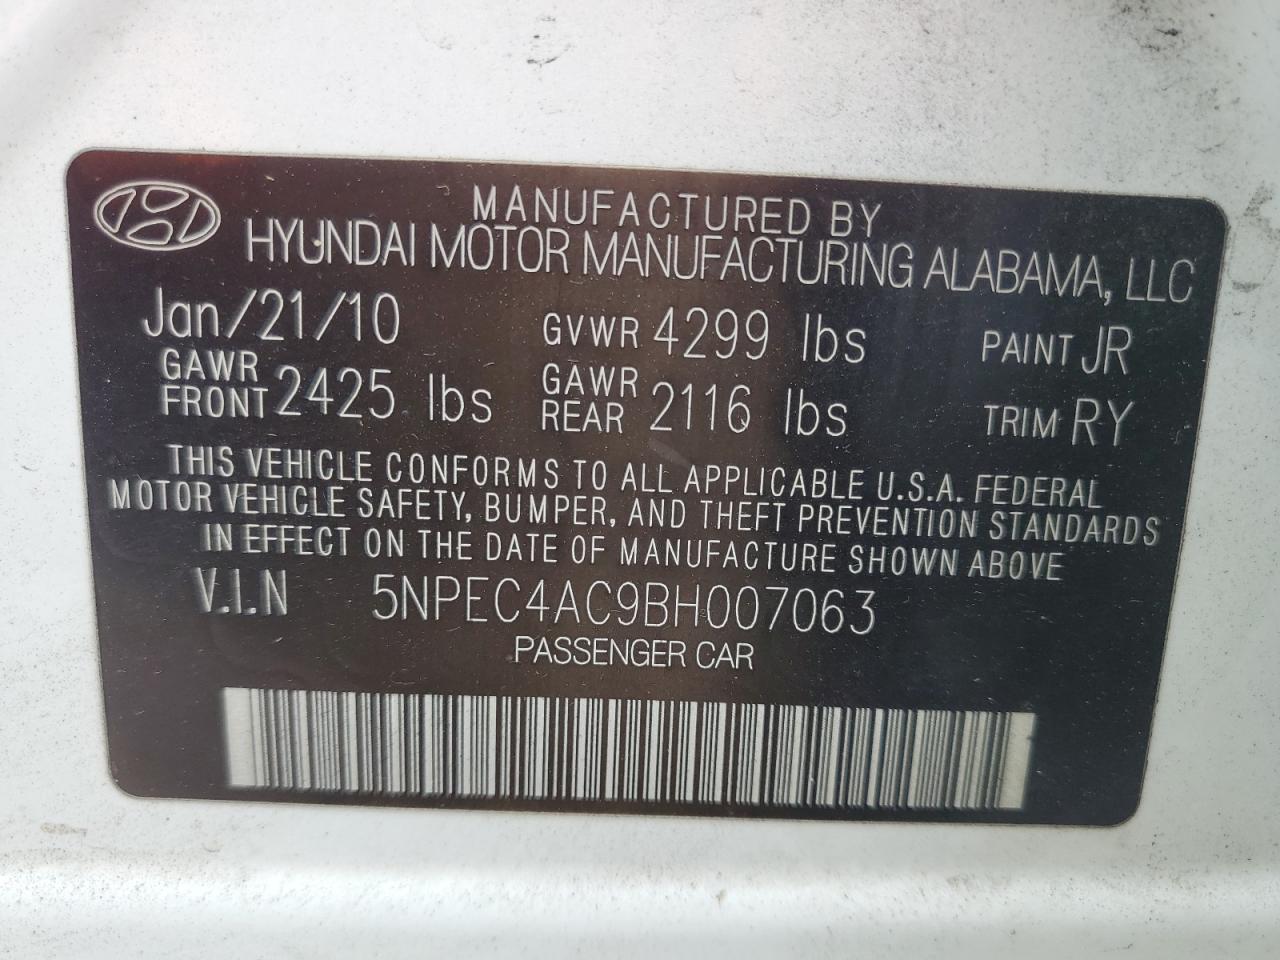 MANUFACTURED BY
HYUNDAI MOTOR MANUFACTURING ALABAMA, LLC
Jan/21/10 GVWR 4299 lbs PAINT JR
GAWR FRONT 2425 lbs GAWR REAR 2116 lbs TRIM RY
THIS VEHICLE CONFORMS TO ALL APPLICABLE U.S.A. FEDERAL
MOTOR VEHICLE SAFETY, BUMPER, AND THEFT PREVENTION STANDARDS
IN EFFECT ON THE DATE OF MANUFACTURE SHOWN ABOVE
V.I.N 5NPEC4AC9BH007063
PASSENGER CAR